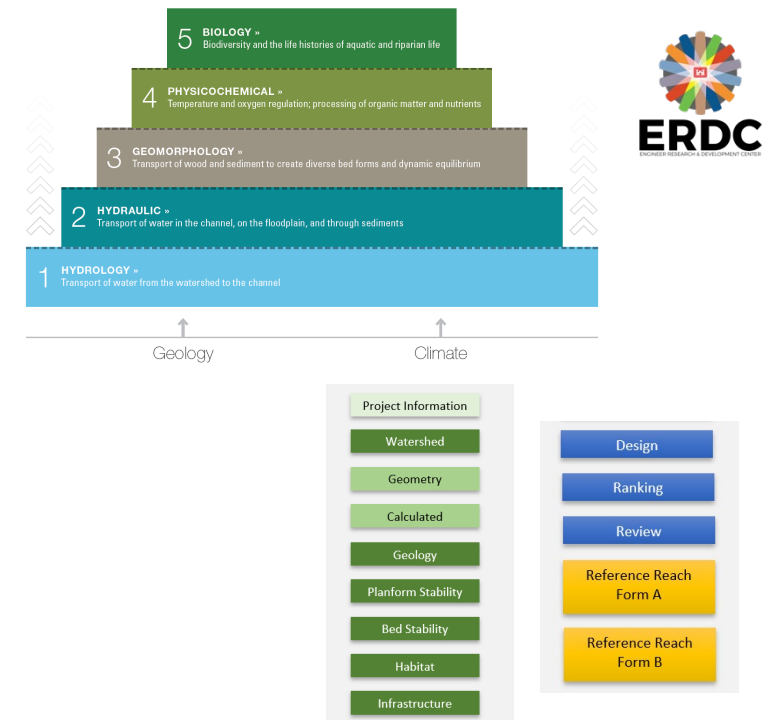 5 BIOLOGY »
Biodiversity and the life histories of aquatic and riparian life
4 PHYSICOCHEMICAL »
Temperature and oxygen regulation; processing of organic matter and nutrients
3 GEOMORPHOLOGY »
Transport of wood and sediment to create diverse bed forms and dynamic equilibrium
2 HYDRAULIC »
Transport of water in the channel, on the floodplain, and through sediments
1 HYDROLOGY »
Transport of water from the watershed to the channel
Geology
Climate
ERDC
ENGINEER RESEARCH & DEVELOPMENT CENTER
Project Information
Watershed
Geometry
Calculated
Geology
Planform Stability
Bed Stability
Habitat
Infrastructure
Design
Ranking
Review
Reference Reach
Form A
Reference Reach
Form B